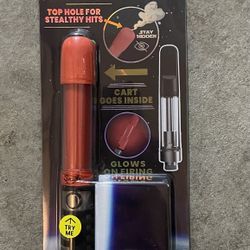 TOP HOLE FOR
STEALTHY HITS
STAY
HIDDEN
CART
GOES INSIDE
GLOWS
ON FIRING
TRY
ME